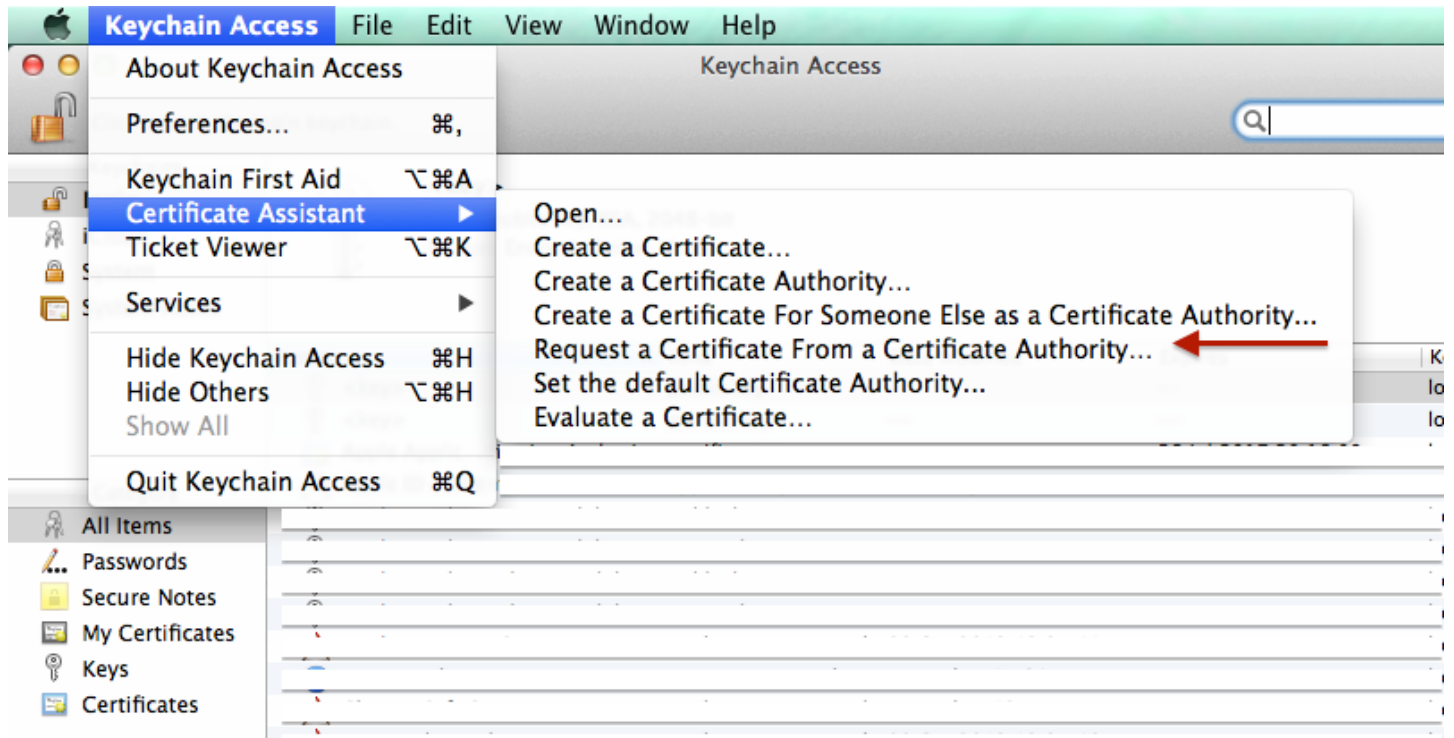 Keychain Access File Edit View Window Help
Keychain Access
About Keychain Access
Preferences... ⌘,
Keychain First Aid ⌥⌘A
Certificate Assistant ▶
Ticket Viewer ⌥⌘K
Services ▶
Hide Keychain Access ⌘H
Hide Others ⌥⌘H
Show All
Quit Keychain Access ⌘Q
Open...
Create a Certificate...
Create a Certificate Authority...
Create a Certificate For Someone Else as a Certificate Authority...
Request a Certificate From a Certificate Authority...
Set the default Certificate Authority...
Evaluate a Certificate...
All Items
Passwords
Secure Notes
My Certificates
Keys
Certificates